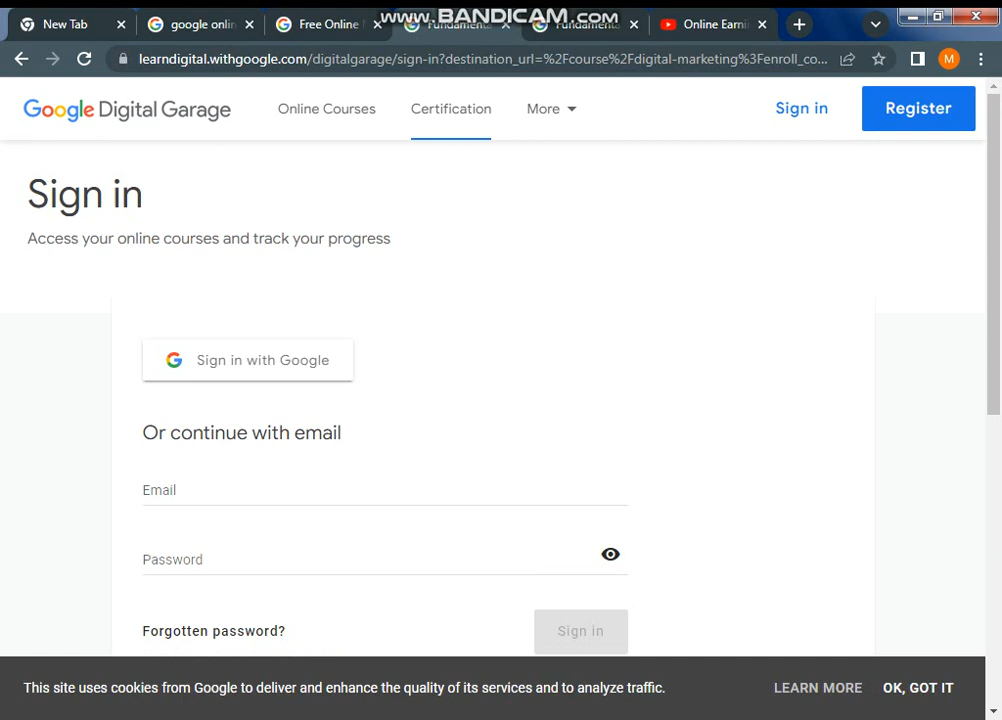 www.BANDICAM.com
New Tab
google onlin
Free Online
Fundamenta
Fundamenta
Online Earni
learndigital.withgoogle.com/digitalgarage/sign-in?destination_url=%2Fcourse%2Fdigital-marketing%3Fenroll_co...
M
Google Digital Garage
Online Courses
Certification
More
Sign in
Register
Sign in
Access your online courses and track your progress
G Sign in with Google
Or continue with email
Email
Password
Forgotten password?
Sign in
This site uses cookies from Google to deliver and enhance the quality of its services and to analyze traffic.
LEARN MORE
OK, GOT IT